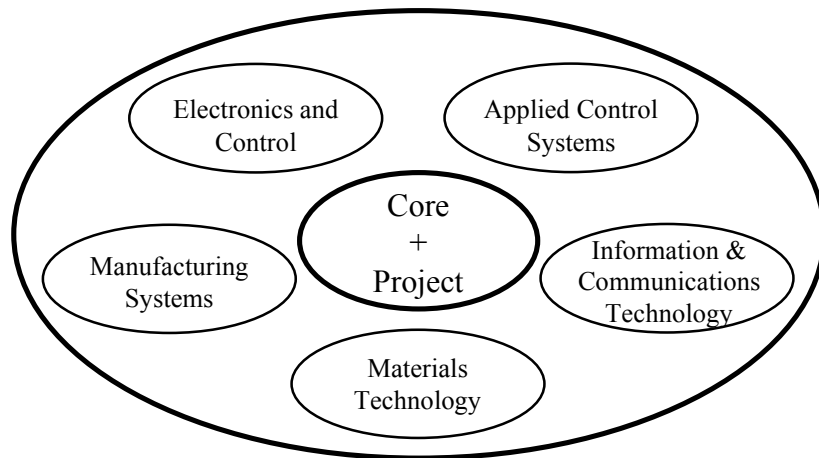 Electronics and
Control
Applied Control
Systems
Core
+
Project
Manufacturing
Systems
Information &
Communications
Technology
Materials
Technology